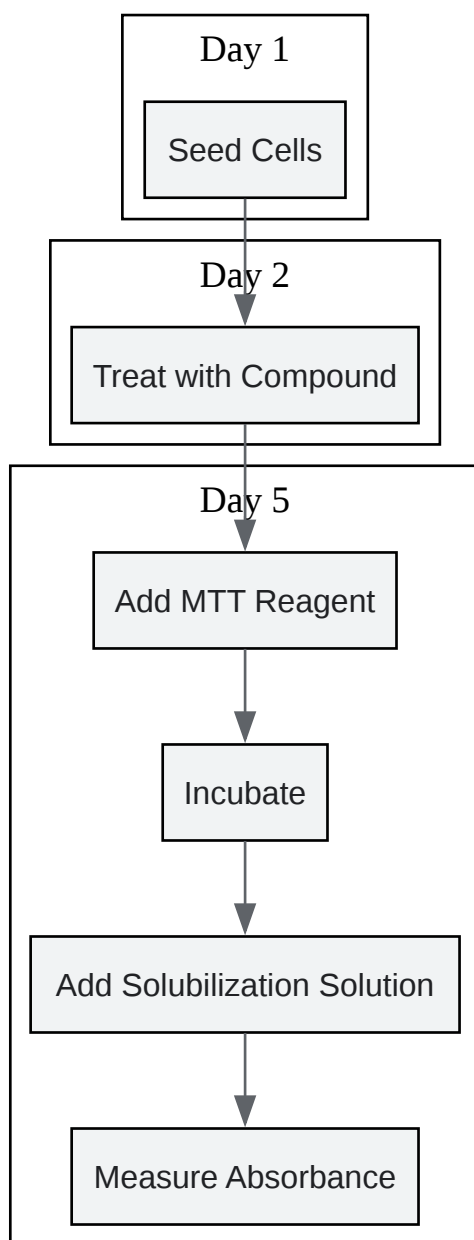 Day 1
Seed Cells
Day 2
Treat with Compound
Day 5
Add MTT Reagent
Incubate
Add Solubilization Solution
Measure Absorbance